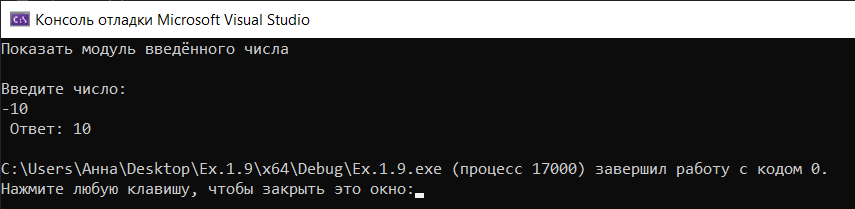 Консоль отладки Microsoft Visual Studio
Показать модуль введённого числа
Введите число:
-10
Ответ: 10
C:\Users\Анна\Desktop\Ex.1.9\x64\Debug\Ex.1.9.exe (процесс 17000) завершил работу с кодом 0.
Нажмите любую клавишу, чтобы закрыть это окно: